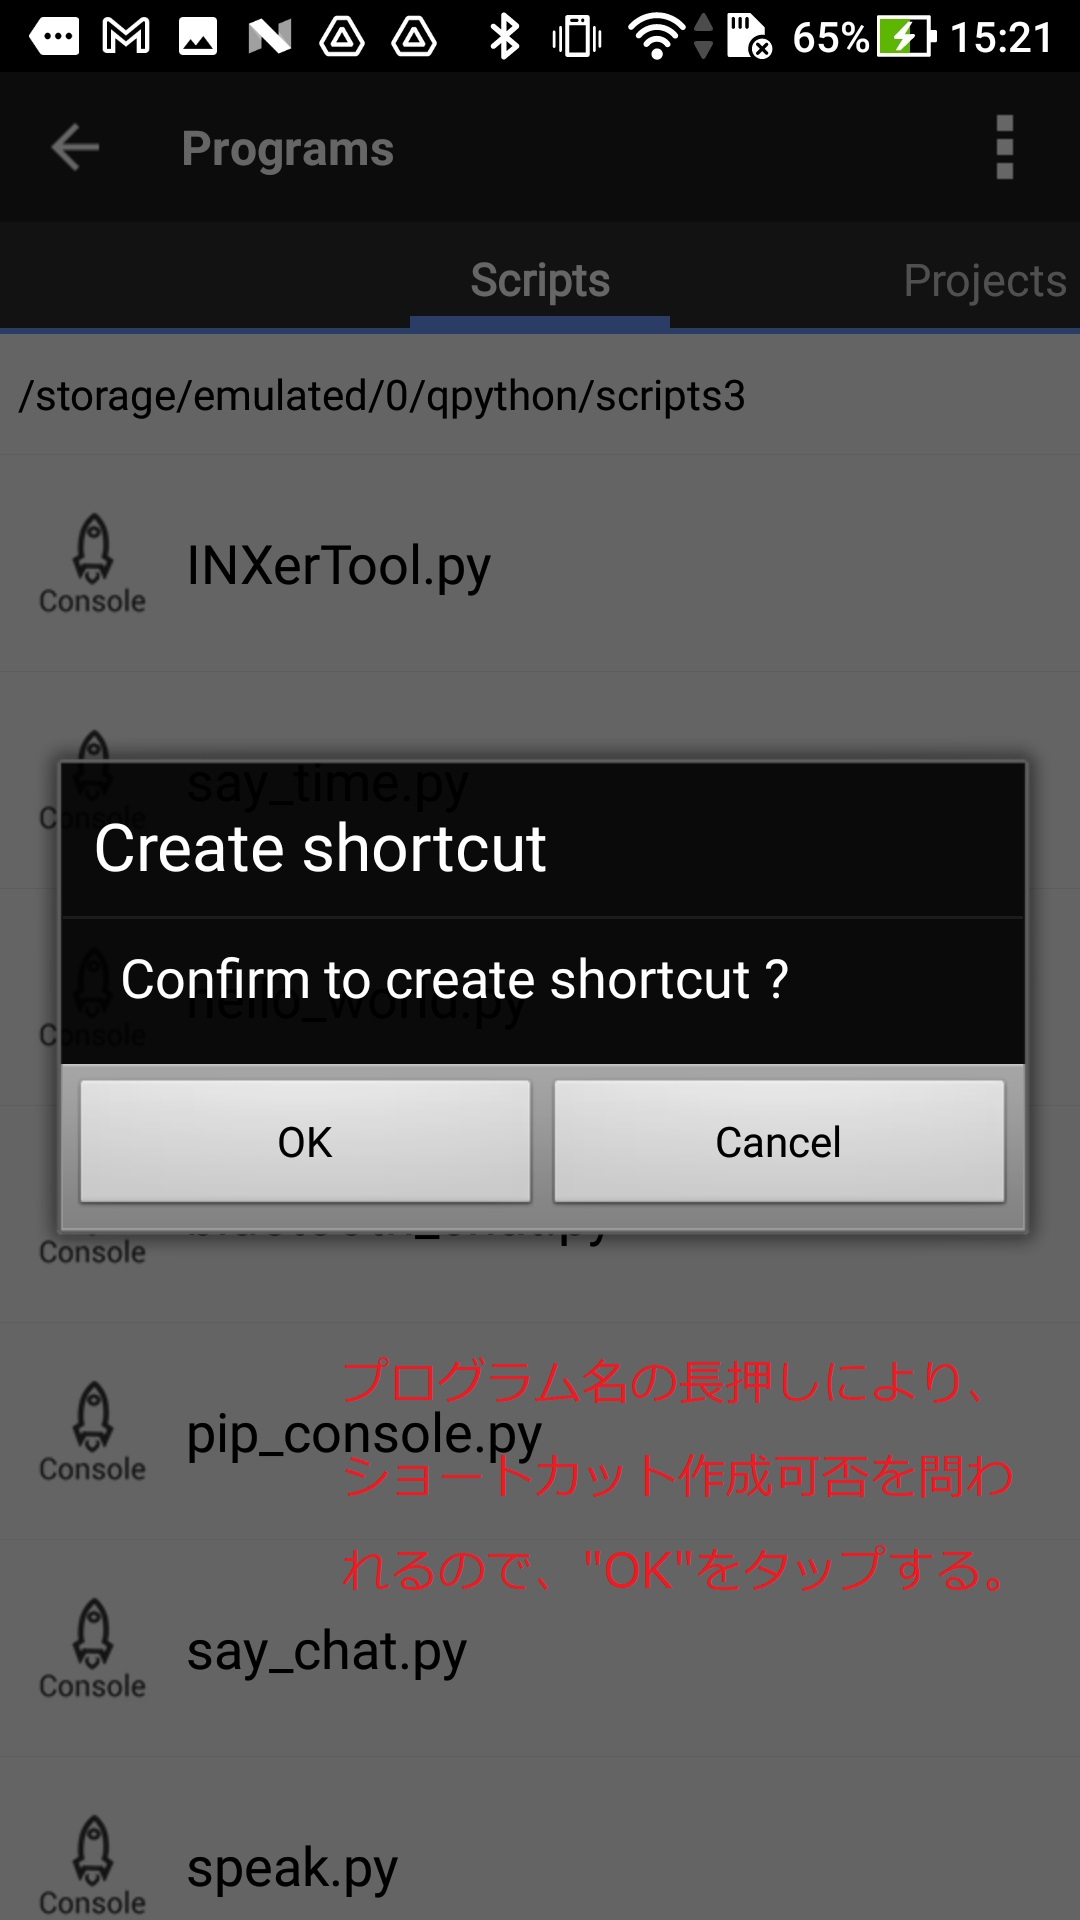 65% 15:21
Programs
Scripts Projects
/storage/emulated/0/qpython/scripts3
INXerTool.py
Console
say_time.py
Console
Create shortcut
Confirm to create shortcut ?
hello_world.py
Console
OK Cancel
Console
プログラム名の長押しにより、
pip_console.py
Console
ショートカット作成可否を問わ
れるので、"OK"をタップする。
say_chat.py
Console
speak.py
Console